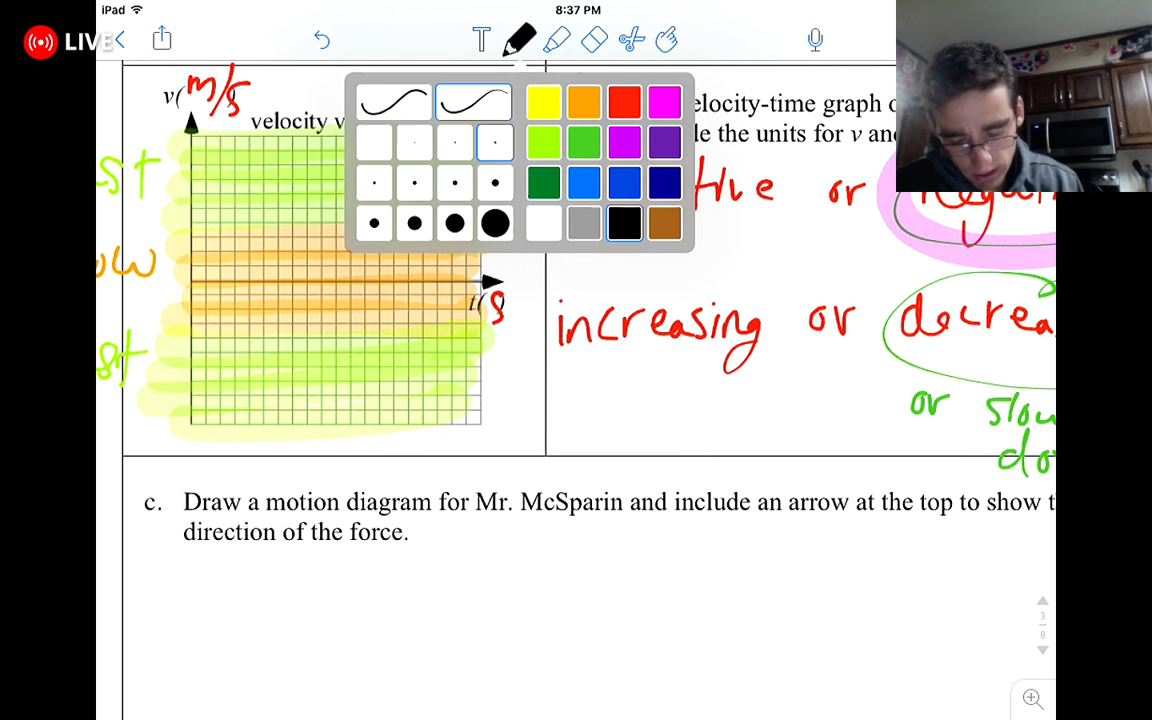 iPad
8:37 PM
LIVE
T
v( m/s )
velocity v
elocity-time graph o
le the units for v an
st
tive or
ow
t( s )
increasing or decrea
st
or slow
do
c. Draw a motion diagram for Mr. McSparin and include an arrow at the top to show t
direction of the force.
3
8